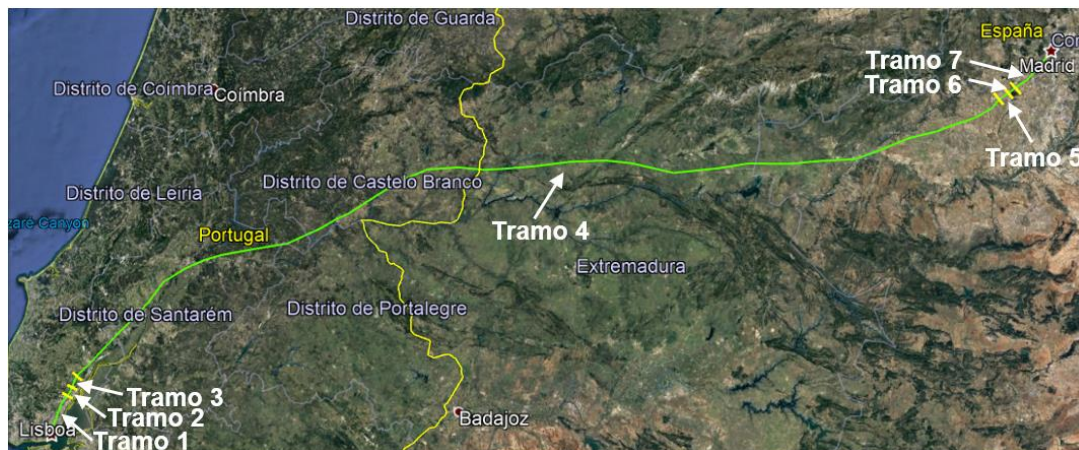 Distrito de Guarda
España
Tramo 7
Madrid
Tramo 6
Distrito de Coimbra
Coimbra
Tramo 5
Distrito de Castelo Branco
Distrito de Leiria
Portugal
Tramo 4
Extremadura
Distrito de Santarém
Distrito de Portalegre
Tramo 3
Badajoz
Tramo 2
Lisboa
Tramo 1